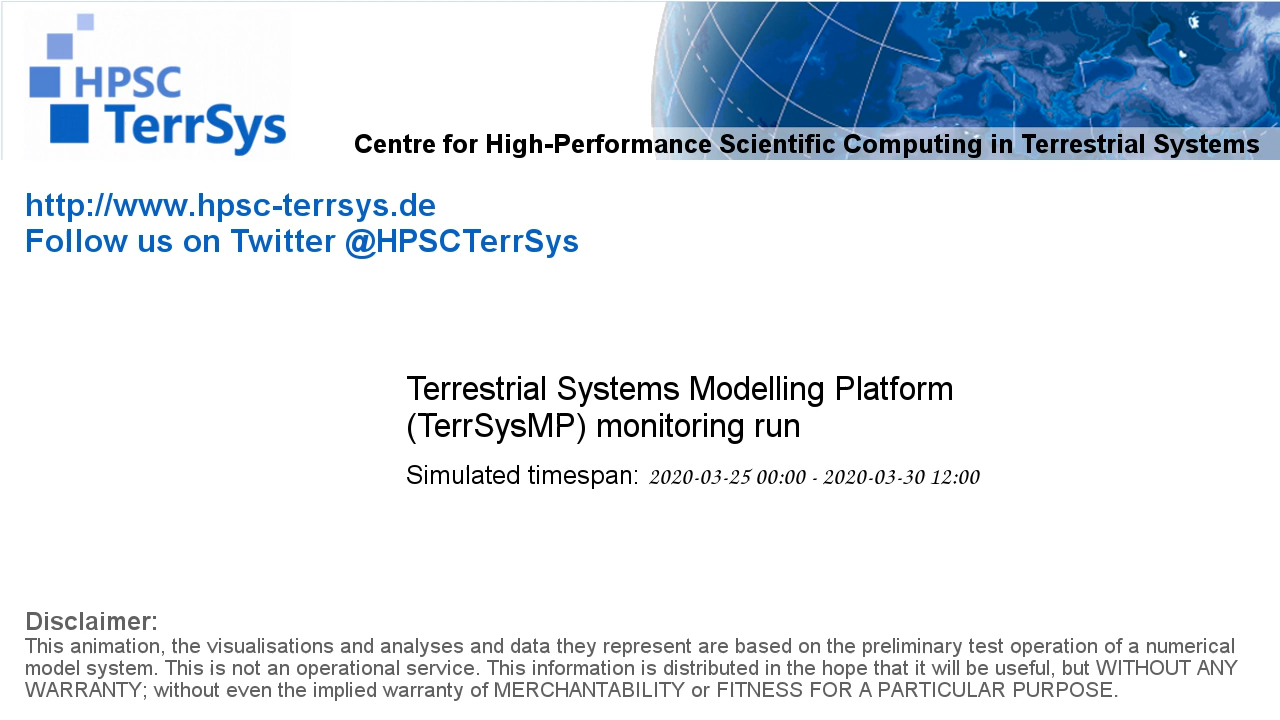 HPSC
TerrSys
Centre for High-Performance Scientific Computing in Terrestrial Systems
http://www.hpsc-terrsys.de
Follow us on Twitter @HPSCTerrSys
Terrestrial Systems Modelling Platform
(TerrSysMP) monitoring run
Simulated timespan: 2020-03-25 00:00 - 2020-03-30 12:00
Disclaimer:
This animation, the visualisations and analyses and data they represent are based on the preliminary test operation of a numerical
model system. This is not an operational service. This information is distributed in the hope that it will be useful, but WITHOUT ANY
WARRANTY; without even the implied warranty of MERCHANTABILITY or FITNESS FOR A PARTICULAR PURPOSE.